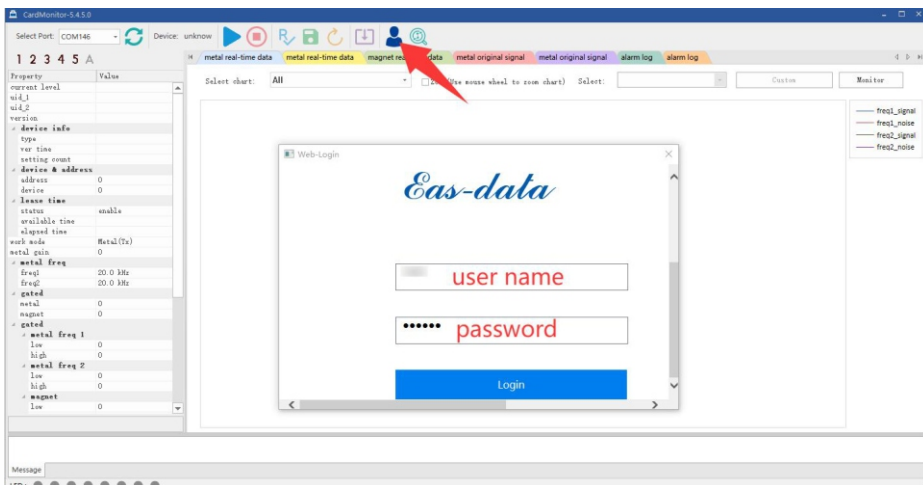 CardMonitor-5.4.5.0
Select Port: COM146 Device: unknow
1 2 3 4 5 A
metal real-time data metal real-time data magnet data metal original signal metal original signal alarm log alarm log
Property Value
Select chart: All (Use mouse wheel to zoom chart) Select: Custom Monitor
current level
uid_1
uid_2
version
device info
type
ver time
setting count
device & address
address 0
device 0
lease time
status enable
available time
elapsed time
work mode Metal(Tx)
metal gain 0
metal freq
freq1 20.0 kHz
freq2 20.0 kHz
gated
metal 0
magnet 0
gated
metal freq 1
low 0
high 0
metal freq 2
low 0
high 0
magnet
low 0
freq1_signal
freq1_noise
freq2_signal
freq2_noise
Web-Login
Eas-data
user name
password
Login
Message